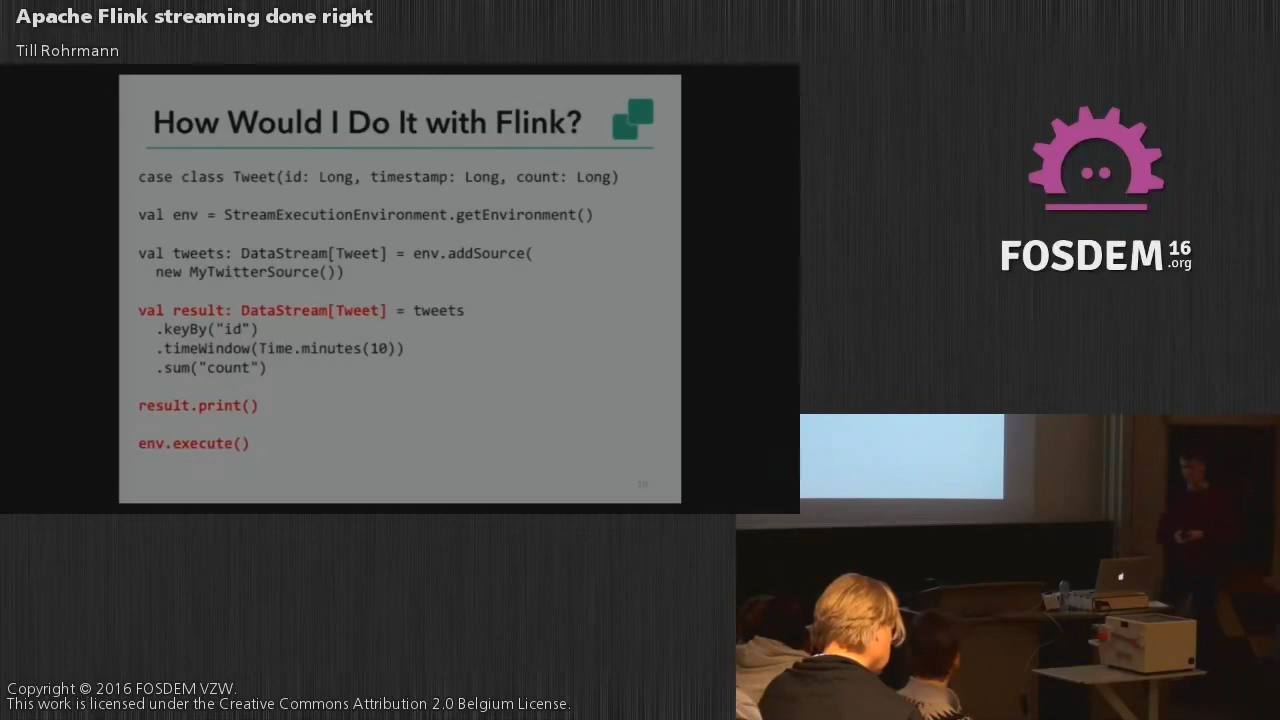 Apache Flink streaming done right
Till Rohrmann
How Would I Do It with Flink?
case class Tweet(id: Long, timestamp: Long, count: Long)
val env = StreamExecutionEnvironment.getEnvironment()
val tweets: DataStream[Tweet] = env.addSource(
new MyTwitterSource())
val result: DataStream[Tweet] = tweets
.keyBy("id")
.timeWindow(Time.minutes(10))
.sum("count")
result.print()
env.execute()
FOSDEM 16
.org
Copyright © 2016 FOSDEM VZW.
This work is licensed under the Creative Commons Attribution 2.0 Belgium License.